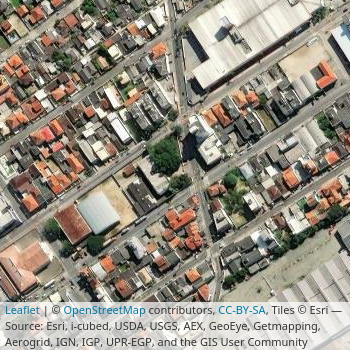 Leaflet | © OpenStreetMap contributors, CC-BY-SA, Tiles © Esri —
Source: Esri, i-cubed, USDA, USGS, AEX, GeoEye, Getmapping,
Aerogrid, IGN, IGP, UPR-EGP, and the GIS User Community